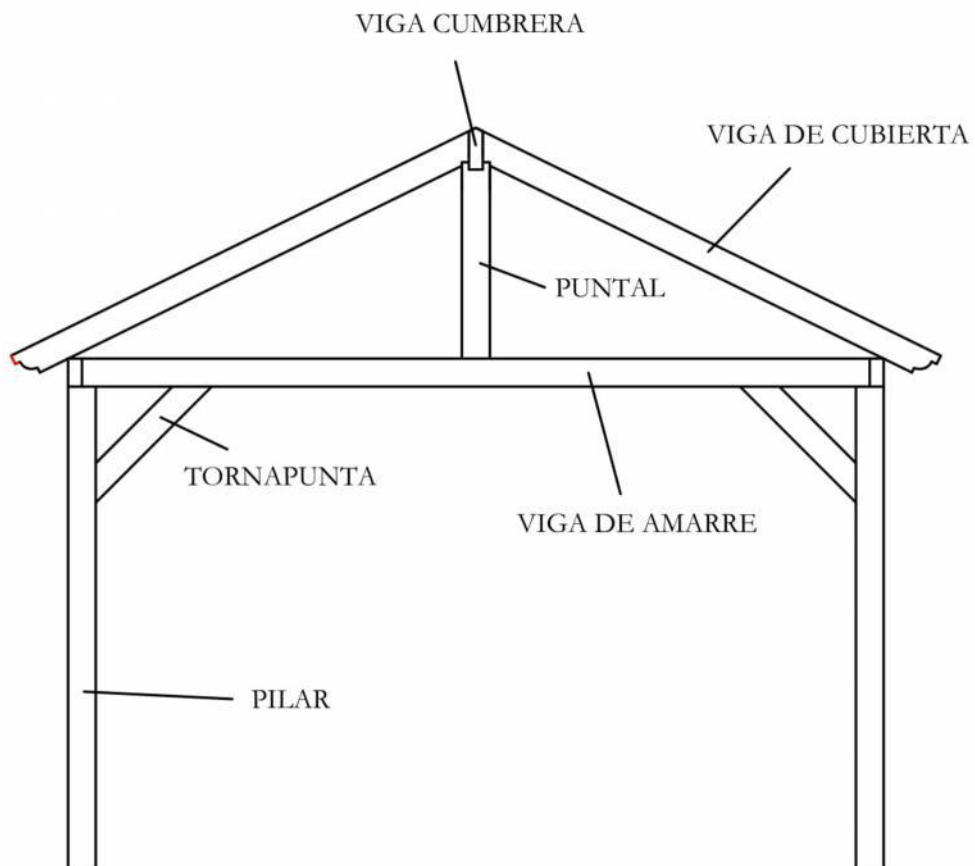 VIGA CUMBRERA
VIGA DE CUBIERTA
PUNTAL
TORNAPUNTA
VIGA DE AMARRE
PILAR